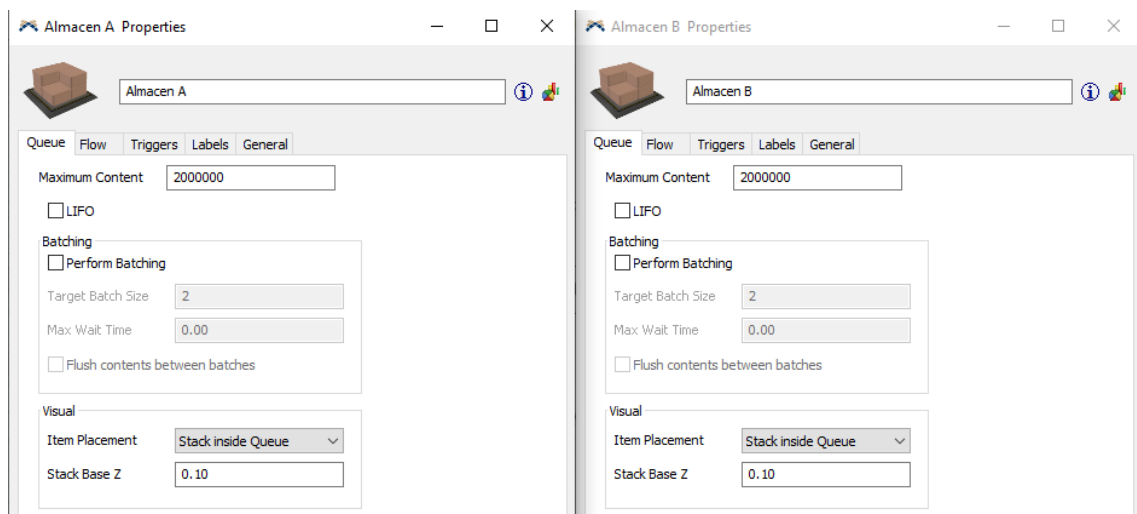 Almacen A Properties
Almacen A
Queue Flow Triggers Labels General
Maximum Content 2000000
LIFO
Batching
Perform Batching
Target Batch Size 2
Max Wait Time 0.00
Flush contents between batches
Visual
Item Placement Stack inside Queue
Stack Base Z 0.10
Almacen B Properties
Almacen B
Queue Flow Triggers Labels General
Maximum Content 2000000
LIFO
Batching
Perform Batching
Target Batch Size 2
Max Wait Time 0.00
Flush contents between batches
Visual
Item Placement Stack inside Queue
Stack Base Z 0.10